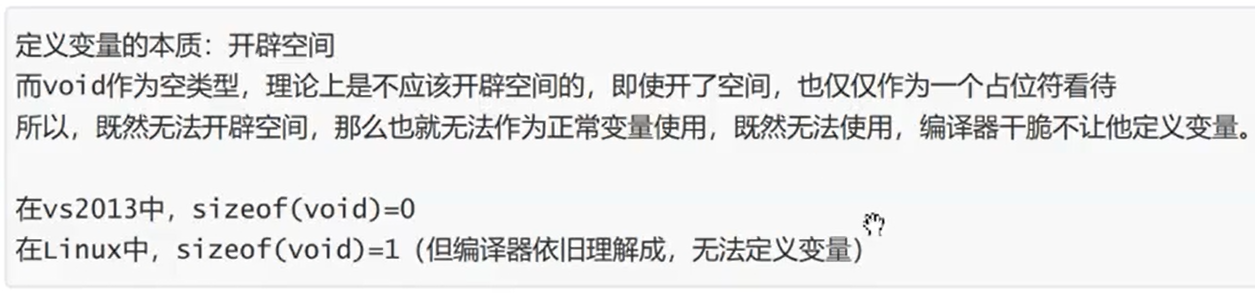 定义变量的本质：开辟空间
而void作为空类型，理论上是不应该开辟空间的，即使开了空间，也仅仅作为一个占位符看待
所以，既然无法开辟空间，那么也就无法作为正常变量使用，既然无法使用，编译器干脆不让他定义变量。
在vs2013中，sizeof(void)=0
在Linux中，sizeof(void)=1（但编译器依旧理解成，无法定义变量）